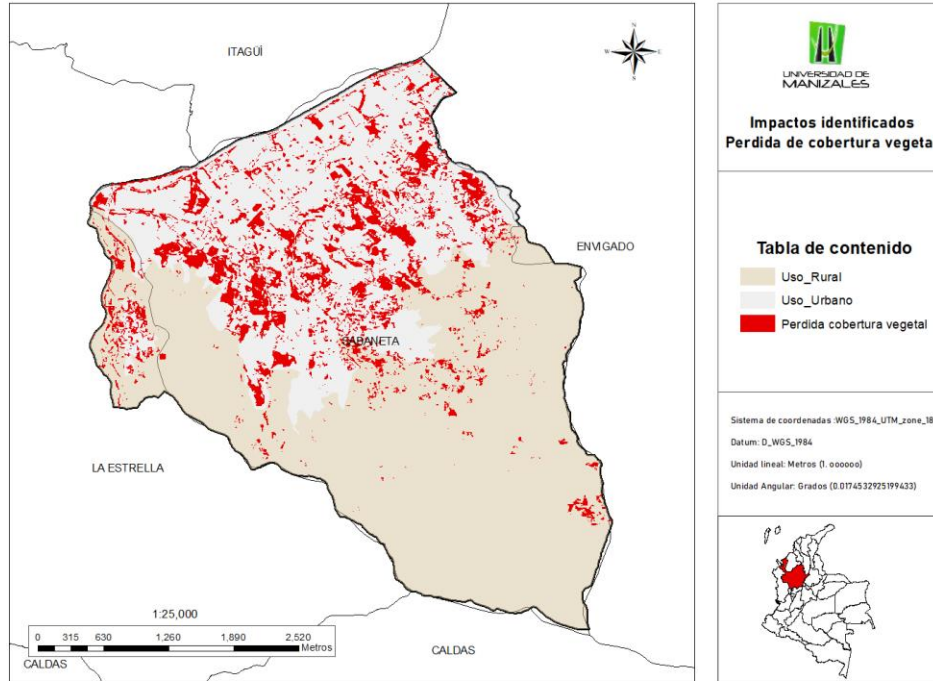 ITAGÜÍ
N
W
E
S
ENVIGADO
SABANETA
LA ESTRELLA
1:25,000
0 315 630 1,260 1,890 2,520
Metros
CALDAS
CALDAS
UNIVERSIDAD DE
MANIZALES
Impactos identificados
Perdida de cobertura vegeta
Tabla de contenido
Uso_Rural
Uso_Urbano
Perdida cobertura vegetal
Sistema de coordenadas :WGS_1984_UTM_zone_18
Datum: D_WGS_1984
Unidad lineal: Metros (1. oooooo)
Unidad Angular: Grados (0.0174532925199433)